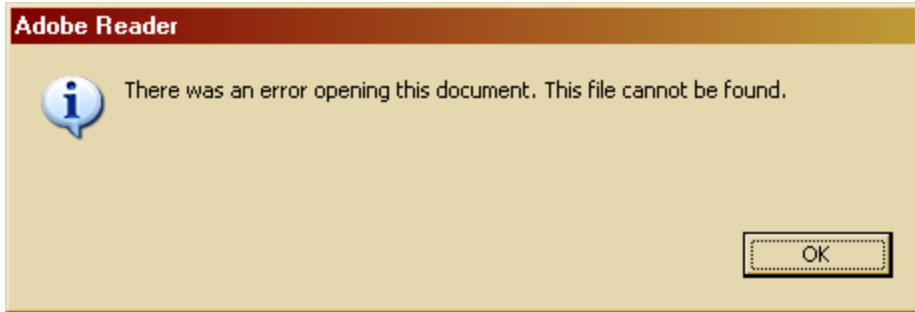 Adobe Reader
There was an error opening this document. This file cannot be found.
OK